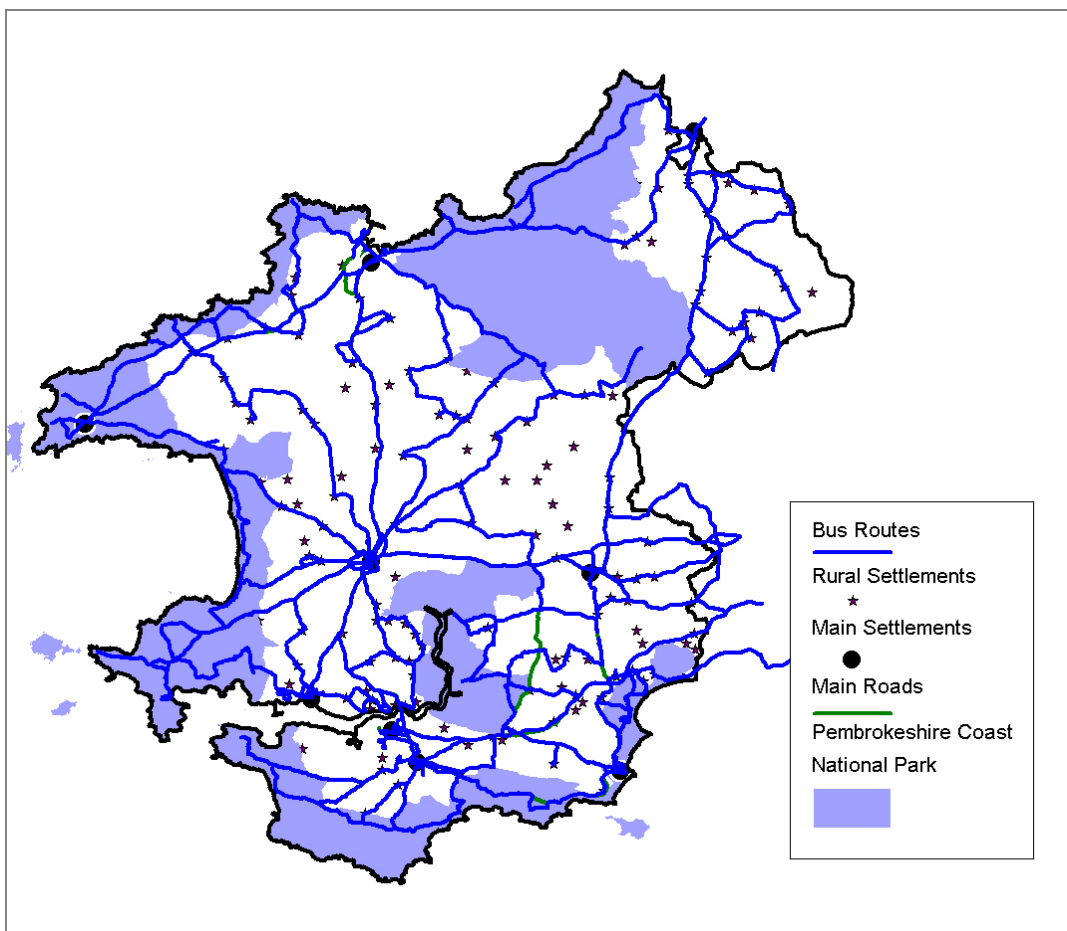 Bus Routes
Rural Settlements
Main Settlements
Main Roads
Pembrokeshire Coast
National Park